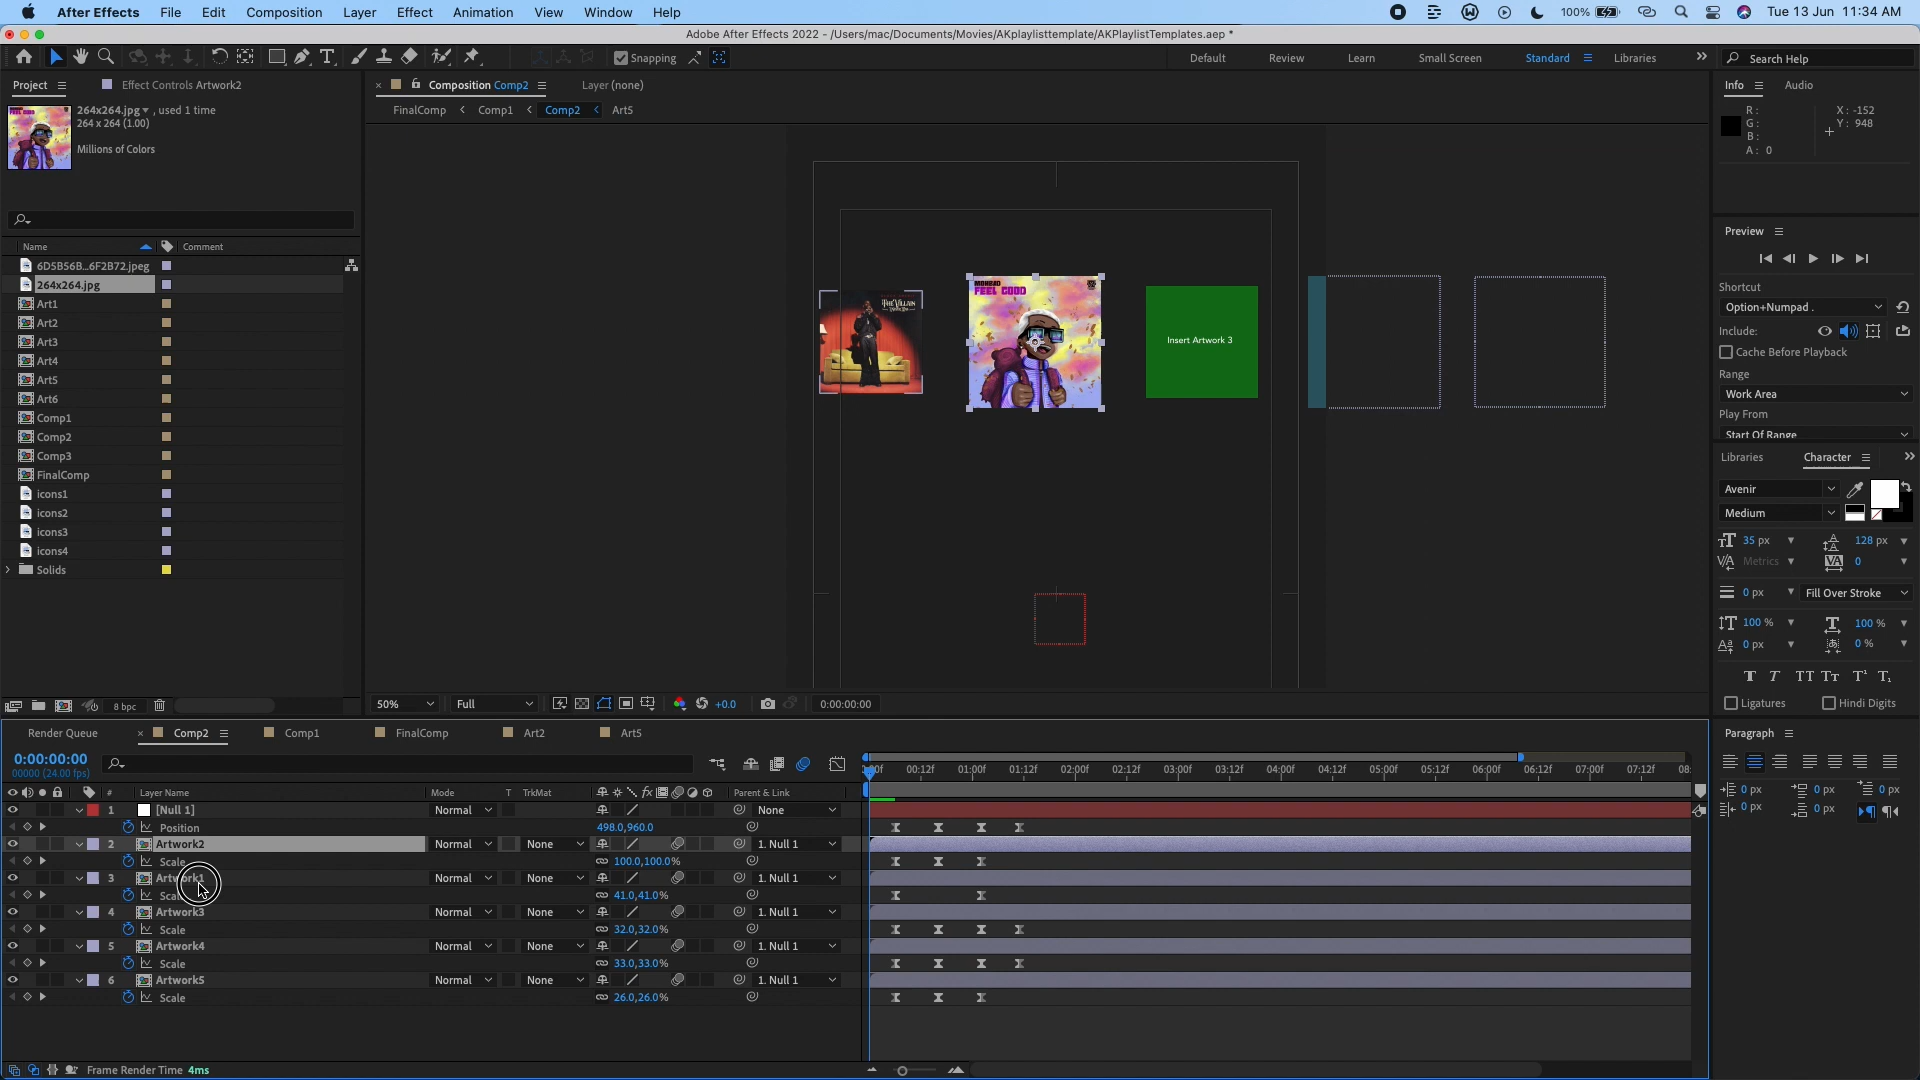 After Effects File Edit Composition Layer Effect Animation View Window Help 100% Tue 13 Jun 11:34 AM
Adobe After Effects 2022 - /Users/mac/Documents/Movies/AKplaylisttemplate/AKPlaylistTemplates.aep *
Snapping Default Review Learn Small Screen Standard Libraries Search Help
Project Effect Controls Artwork2
264x264.jpg , used 1 time
264 x 264 (1.00)
Millions of Colors
Name Comment
6D5B56B...6F2B72.jpeg
264x264.jpg
Art1
Art2
Art3
Art4
Art5
Art6
Comp1
Comp2
Comp3
FinalComp
icons1
icons2
icons3
icons4
Solids
8 bpc
Composition Comp2 Layer (none)
FinalComp Comp1 Comp2 Art5
THE VILLAIN
MOHBAD
FEEL GOOD
Insert Artwork 3
50% Full +0.0 0:00:00:00
Info Audio
R: X: -152
G: Y: 948
B:
A: 0
Preview
Shortcut
Option+Numpad .
Include:
Cache Before Playback
Range
Work Area
Play From
Start Of Range
Libraries Character
Avenir
Medium
35 px 128 px
Metrics 0
0 px Fill Over Stroke
100 % 100 %
0 px 0 %
Ligatures Hindi Digits
Paragraph
0 px 0 px 0 px
0 px 0 px
Render Queue Comp2 Comp1 FinalComp Art2 Art5
0:00:00:00
00000 (24.00 fps)
00:12f 01:00f 01:12f 02:00f 02:12f 03:00f 03:12f 04:00f 04:12f 05:00f 05:12f 06:00f 06:12f 07:00f 07:12f
# Layer Name Mode T TrkMat Parent & Link
1 [Null 1] Normal None
Position 498.0,960.0
2 Artwork2 Normal None 1. Null 1
Scale 100.0,100.0%
3 Artwork1 Normal None 1. Null 1
Scale 41.0,41.0%
4 Artwork3 Normal None 1. Null 1
Scale 32.0,32.0%
5 Artwork4 Normal None 1. Null 1
Scale 33.0,33.0%
6 Artwork5 Normal None 1. Null 1
Scale 26.0,26.0%
Frame Render Time 4ms